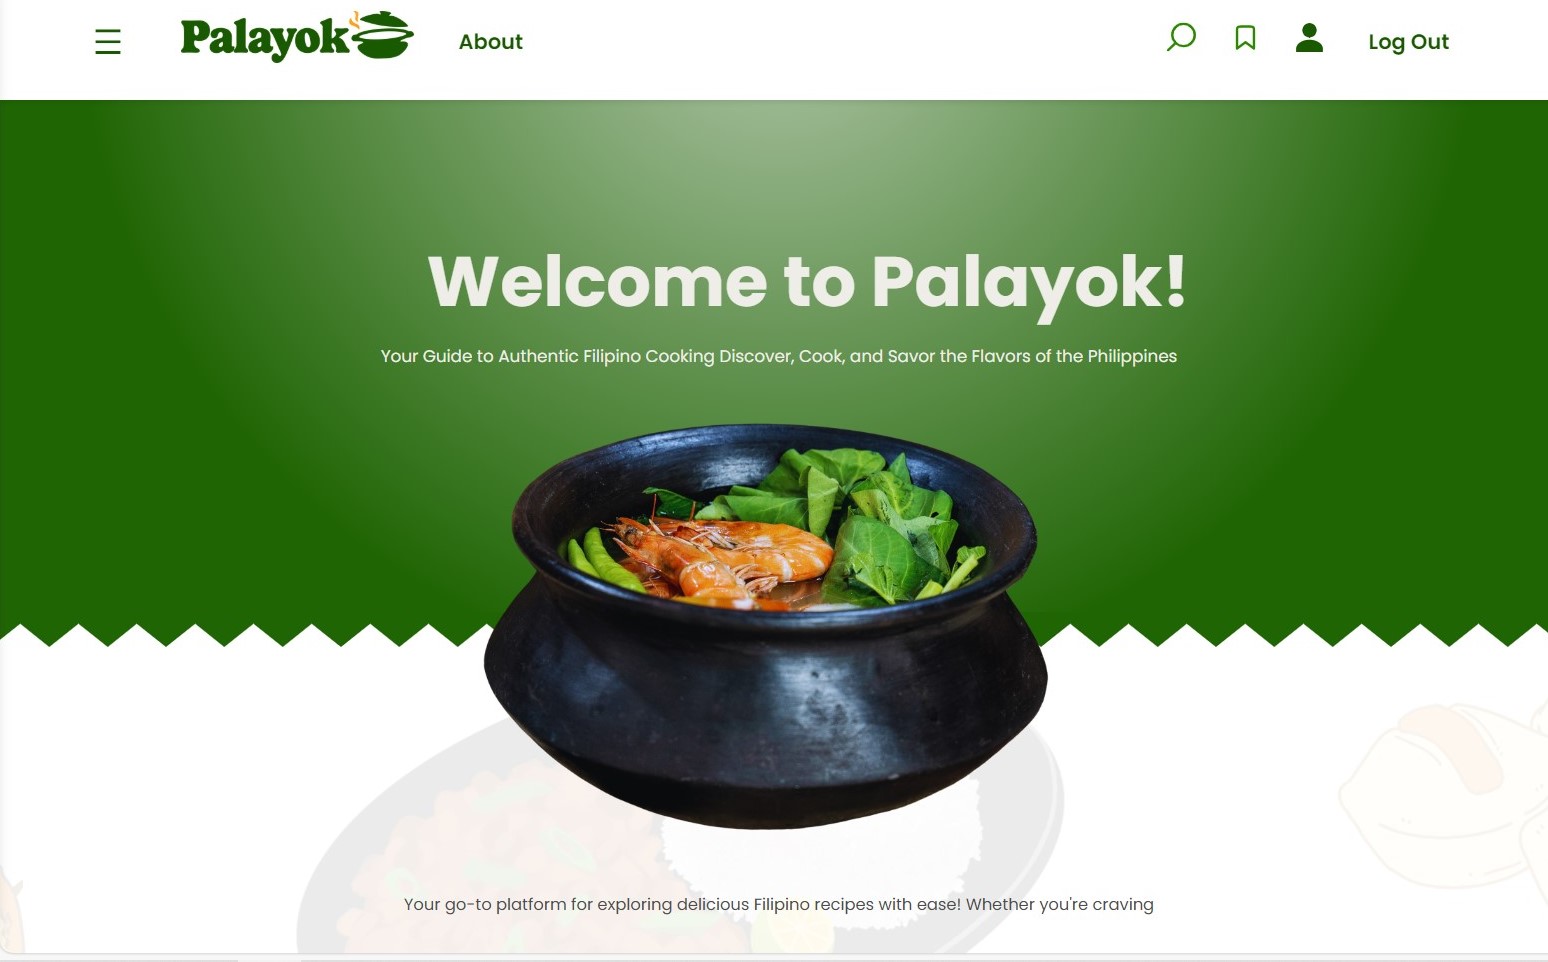 Palayok
About
Log Out
Welcome to Palayok!
Your Guide to Authentic Filipino Cooking Discover, Cook, and Savor the Flavors of the Philippines
Your go-to platform for exploring delicious Filipino recipes with ease! Whether you're craving